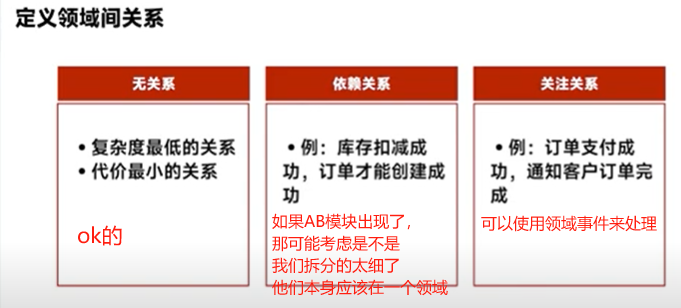 定义领域间关系
无关系
• 复杂度最低的关系
• 代价最小的关系
ok的
依赖关系
• 例：库存扣减成
功，订单才能创建成
功
如果AB模块出现了，
那可能考虑是不是
我们拆分的太细了
他们本身应该在一个领域
关注关系
• 例：订单支付成
功，通知客户订单完
成
可以使用领域事件来处理